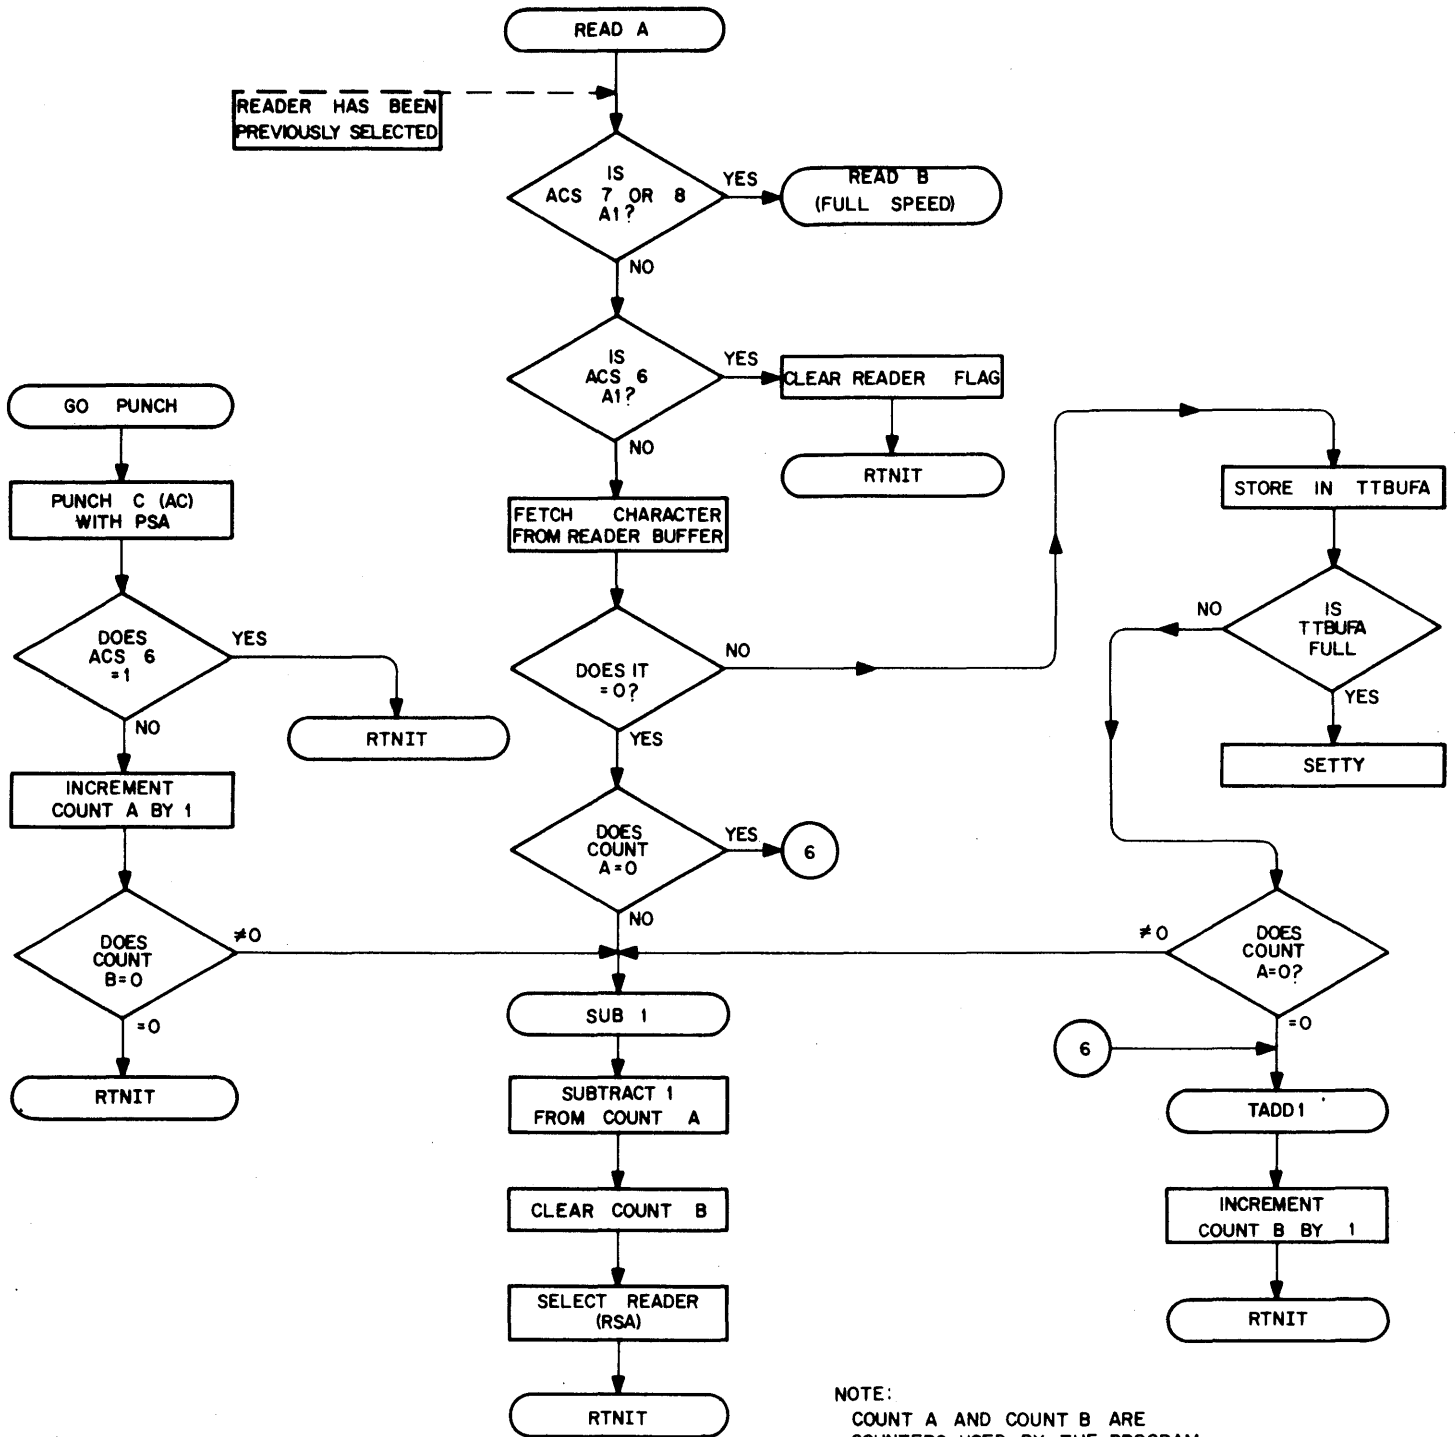 READ A
READER HAS BEEN
PREVIOUSLY SELECTED
IS
ACS 7 OR 8
A1?
YES
READ B
(FULL SPEED)
NO
IS
ACS 6
A1?
YES
CLEAR READER FLAG
RTNIT
NO
FETCH CHARACTER
FROM READER BUFFER
DOES IT
=0?
NO
YES
DOES
COUNT
A=0
YES
6
NO
SUB 1
SUBTRACT 1
FROM COUNT A
CLEAR COUNT B
SELECT READER
(RSA)
RTNIT
GO PUNCH
PUNCH C (AC)
WITH PSA
DOES
ACS 6
=1
YES
RTNIT
NO
INCREMENT
COUNT A BY 1
DOES
COUNT
B=0
≠0
=0
RTNIT
STORE IN TTBUFA
IS
TTBUFA
FULL
NO
YES
SETTY
DOES
COUNT
A=0?
≠0
=0
6
TADD1
INCREMENT
COUNT B BY 1
RTNIT
NOTE:
COUNT A AND COUNT B ARE
COUNTERS USED BY THE PROGRAM